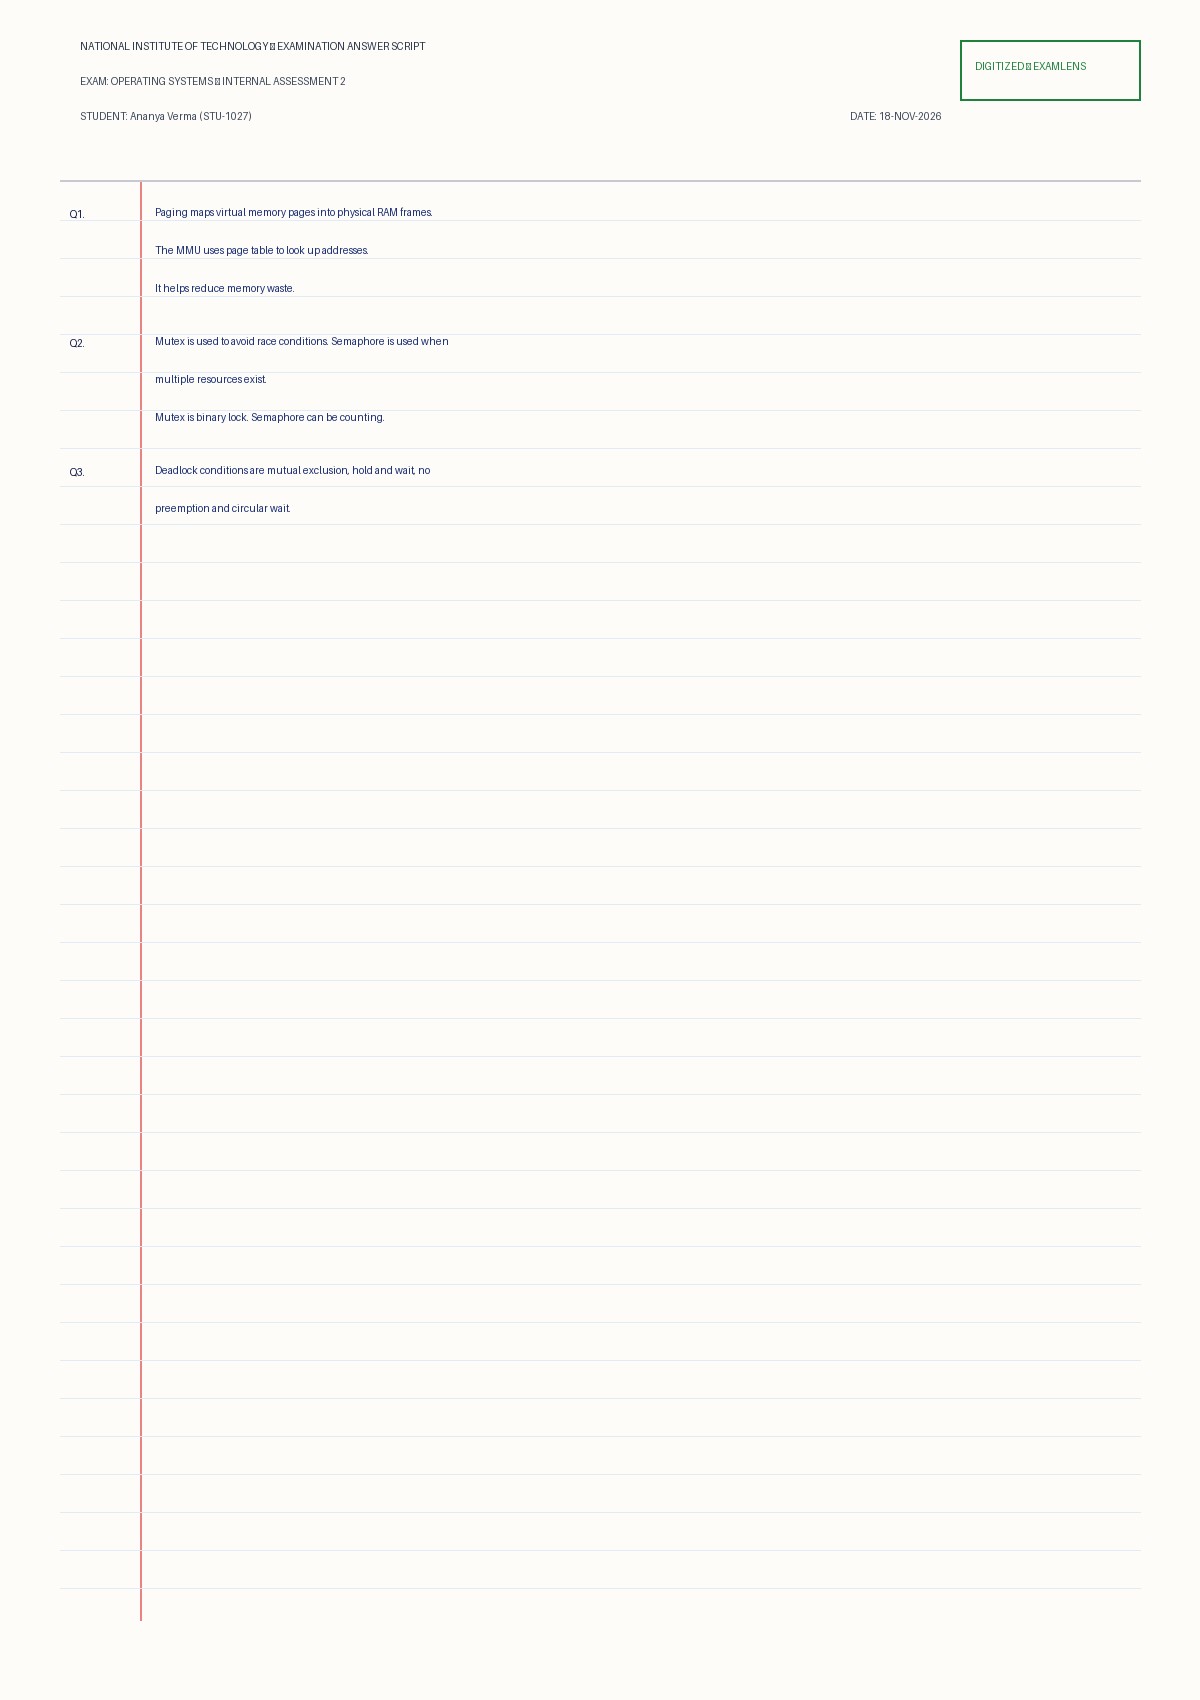 NATIONAL INSTITUTE OF TECHNOLOGY EXAMINATION ANSWER SCRIPT
DIGITIZED EXAMLENS
EXAM: OPERATING SYSTEMS INTERNAL ASSESSMENT 2
STUDENT: Ananya Verma (STU-1027)
DATE: 18-NOV-2026
Q1. Paging maps virtual memory pages into physical RAM frames.
The MMU uses page table to look up addresses.
It helps reduce memory waste.
Q2. Mutex is used to avoid race conditions. Semaphore is used when
multiple resources exist.
Mutex is binary lock. Semaphore can be counting.
Q3. Deadlock conditions are mutual exclusion, hold and wait, no
preemption and circular wait.